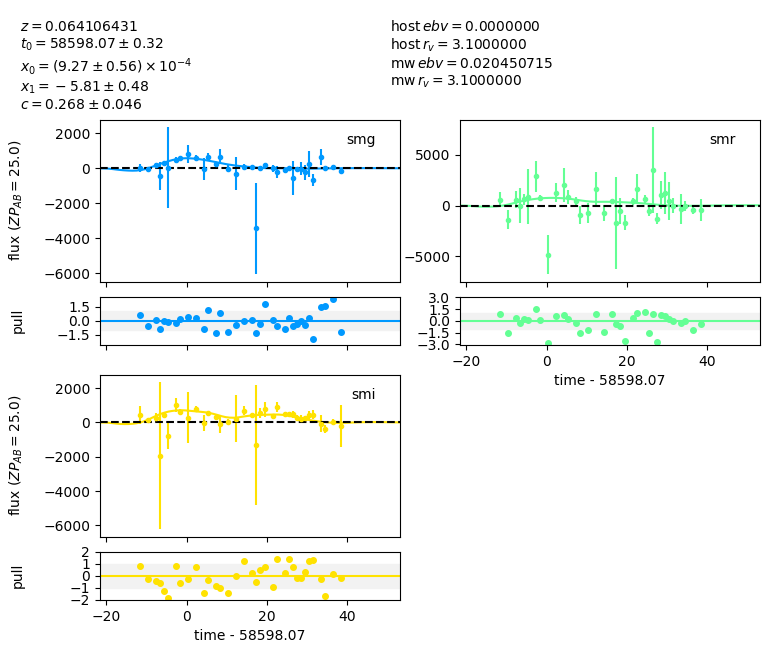 z = 0.064106431
t₀ = 58598.07 ± 0.32
x₀ = (9.27 ± 0.56) × 10⁻⁴
x₁ = −5.81 ± 0.48
c = 0.268 ± 0.046
host ebv = 0.0000000
host r_v = 3.1000000
mw ebv = 0.020450715
mw r_v = 3.1000000
flux (ZP_AB = 25.0)
2000
0
−2000
−4000
−6000
smg
5000
0
−5000
smr
pull
1.5
0.0
−1.5
3.0
1.5
0.0
−1.5
−3.0
−20
0
20
40
time - 58598.07
flux (ZP_AB = 25.0)
2000
0
−2000
−4000
−6000
smi
pull
2
1
0
−1
−2
−20
0
20
40
time - 58598.07